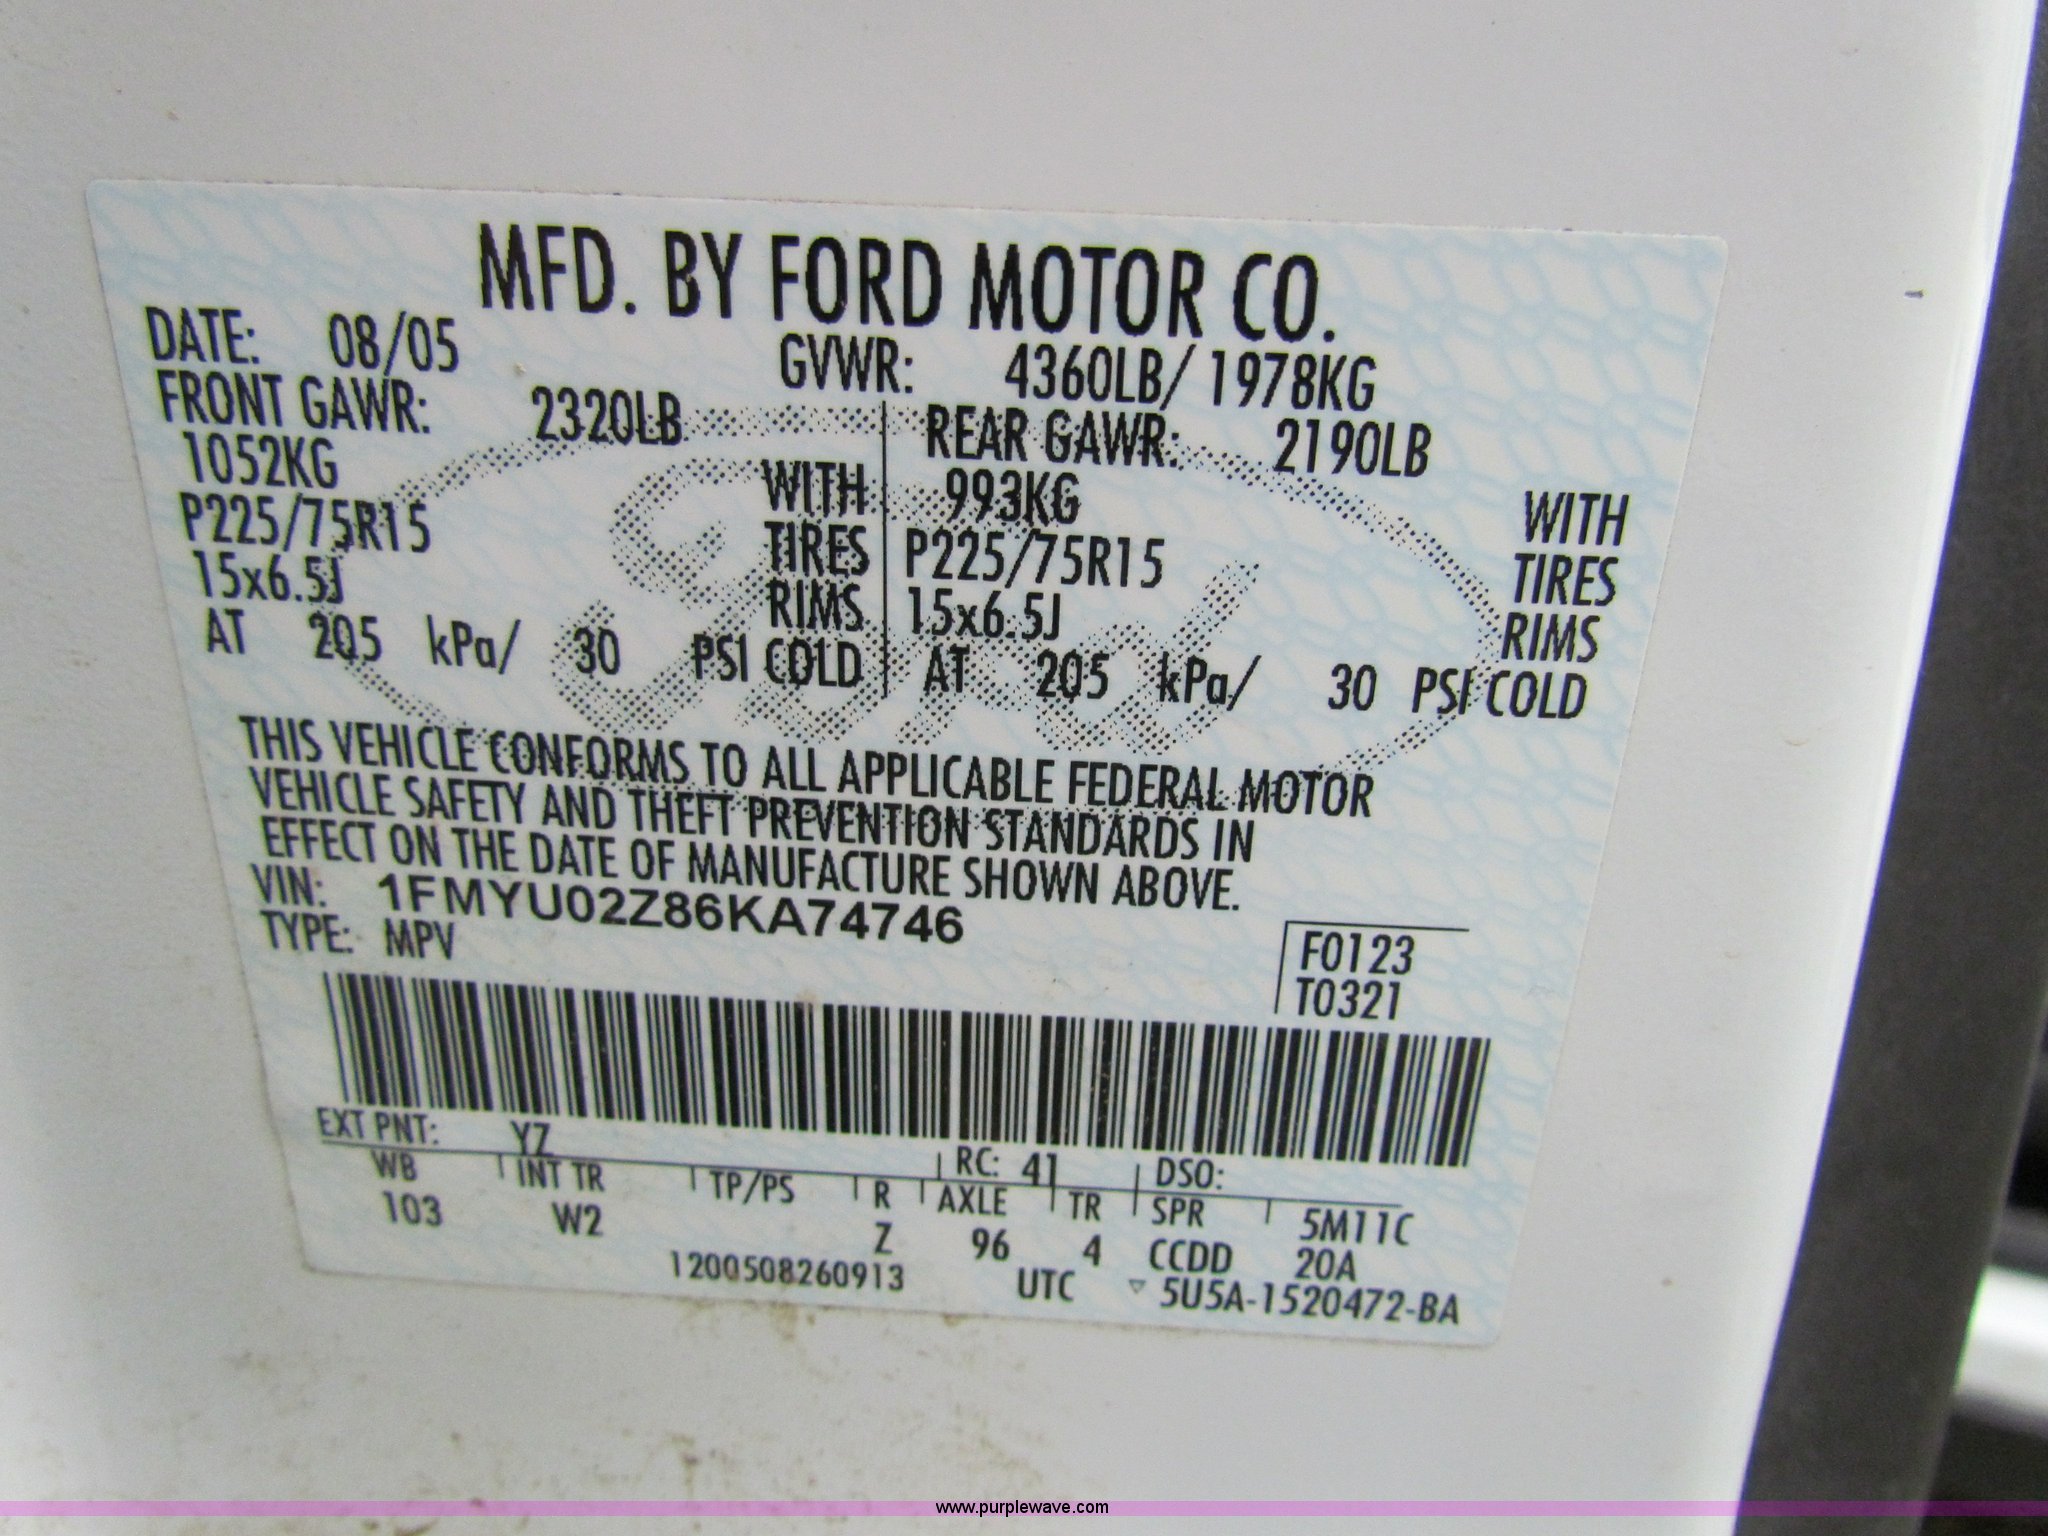 MFD. BY FORD MOTOR CO.
DATE: 08/05 GVWR: 4360LB/ 1978KG
FRONT GAWR: 2320LB REAR GAWR: 2190LB
1052KG WITH 993KG WITH
P225/75R15 TIRES P225/75R15 TIRES
15x6.5J RIMS 15x6.5J RIMS
AT 205 kPa/ 30 PSI COLD AT 205 kPa/ 30 PSI COLD
Ford
THIS VEHICLE CONFORMS TO ALL APPLICABLE FEDERAL MOTOR
VEHICLE SAFETY AND THEFT PREVENTION STANDARDS IN
EFFECT ON THE DATE OF MANUFACTURE SHOWN ABOVE.
VIN: 1FMYU02Z86KA74746
TYPE: MPV
F0123
T0321
EXT PNT: YZ RC: 41 DSO:
WB INT TR TP/PS R AXLE TR SPR 5M11C
103 W2 Z 96 4 CCDD 20A
1200508260913 UTC ▽ 5U5A-1520472-BA
www.purplewave.com